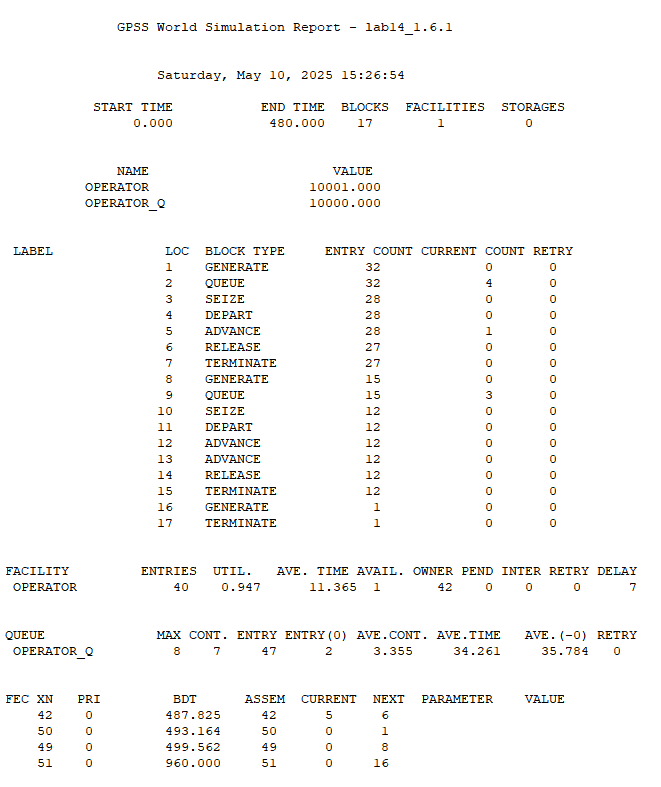 GPSS World Simulation Report - lab14_1.6.1
Saturday, May 10, 2025 15:26:54
START TIME END TIME BLOCKS FACILITIES STORAGES
0.000 480.000 17 1 0
NAME VALUE
OPERATOR 10001.000
OPERATOR_Q 10000.000
LABEL LOC BLOCK TYPE ENTRY COUNT CURRENT COUNT RETRY
1 GENERATE 32 0 0
2 QUEUE 32 4 0
3 SEIZE 28 0 0
4 DEPART 28 0 0
5 ADVANCE 28 1 0
6 RELEASE 27 0 0
7 TERMINATE 27 0 0
8 GENERATE 15 0 0
9 QUEUE 15 3 0
10 SEIZE 12 0 0
11 DEPART 12 0 0
12 ADVANCE 12 0 0
13 ADVANCE 12 0 0
14 RELEASE 12 0 0
15 TERMINATE 12 0 0
16 GENERATE 1 0 0
17 TERMINATE 1 0 0
FACILITY ENTRIES UTIL. AVE. TIME AVAIL. OWNER PEND INTER RETRY DELAY
OPERATOR 40 0.947 11.365 1 42 0 0 0 7
QUEUE MAX CONT. ENTRY ENTRY(0) AVE.CONT. AVE.TIME AVE.(-0) RETRY
OPERATOR_Q 8 7 47 2 3.355 34.261 35.784 0
FEC XN PRI BDT ASSEM CURRENT NEXT PARAMETER VALUE
42 0 487.825 42 5 6
50 0 493.164 50 0 1
49 0 499.562 49 0 8
51 0 960.000 51 0 16